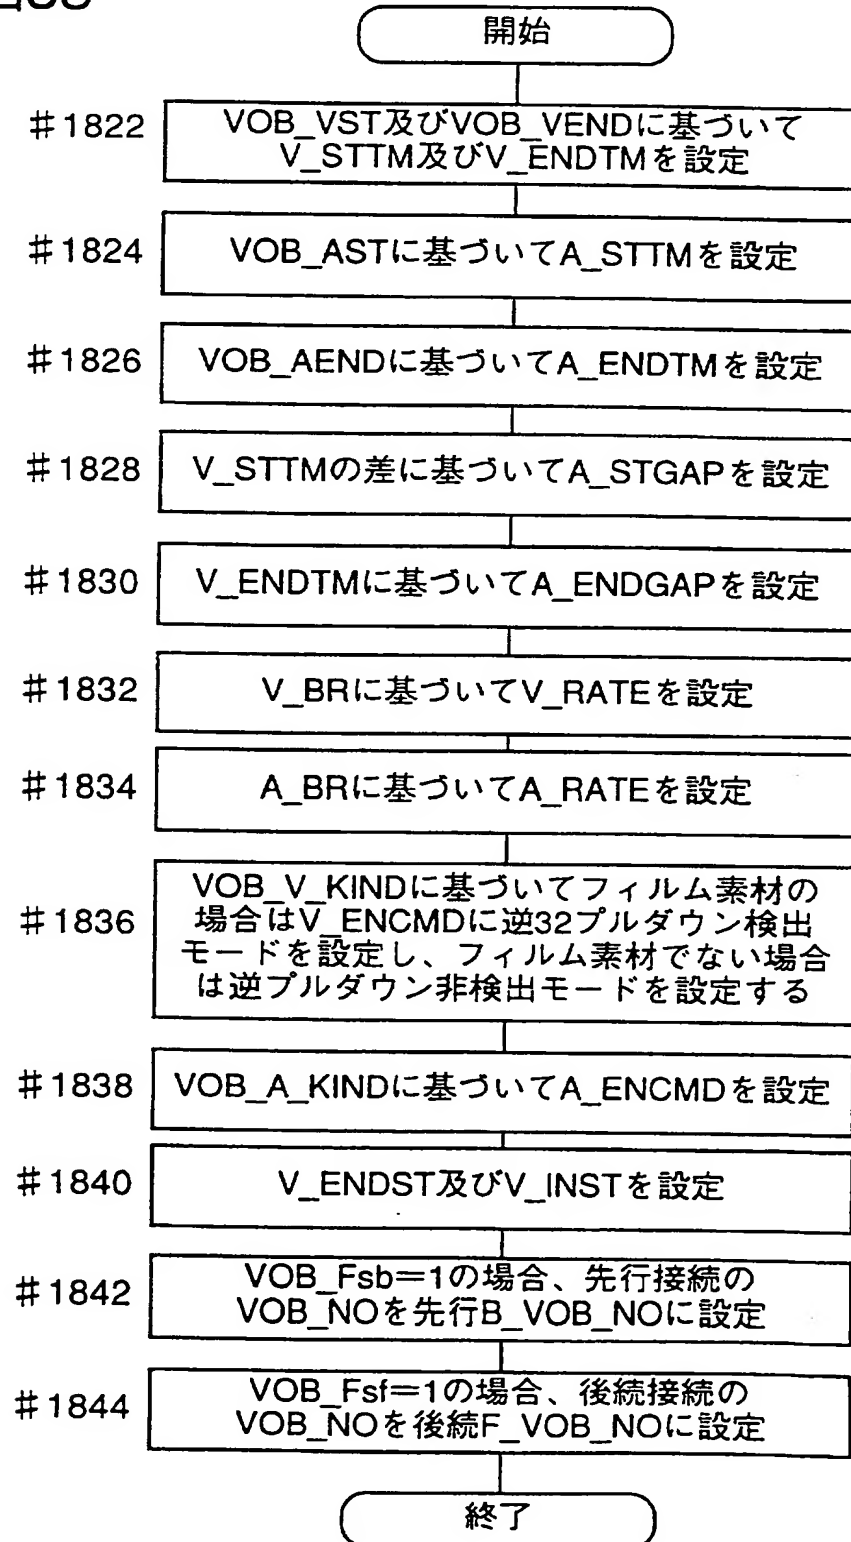 開始
#1822
VOB_VST及びVOB_VENDに基づいて
V_STTM及びV_ENDTMを設定
#1824
VOB_ASTに基づいてA_STTMを設定
#1826
VOB_AENDに基づいてA_ENDTMを設定
#1828
V_STTMの差に基づいてA_STGAPを設定
#1830
V_ENDTMに基づいてA_ENDGAPを設定
#1832
V_BRに基づいてV_RATEを設定
#1834
A_BRに基づいてA_RATEを設定
#1836
VOB_V_KINDに基づいてフィルム素材の
場合はV_ENCMDに逆32プルダウン検出
モードを設定し、フィルム素材でない場合
は逆プルダウン非検出モードを設定する
#1838
VOB_A_KINDに基づいてA_ENCMDを設定
#1840
V_ENDST及びV_INSTを設定
#1842
VOB_Fsb=1の場合、先行接続の
VOB_NOを先行B_VOB_NOに設定
#1844
VOB_Fsf=1の場合、後続接続の
VOB_NOを後続F_VOB_NOに設定
終了